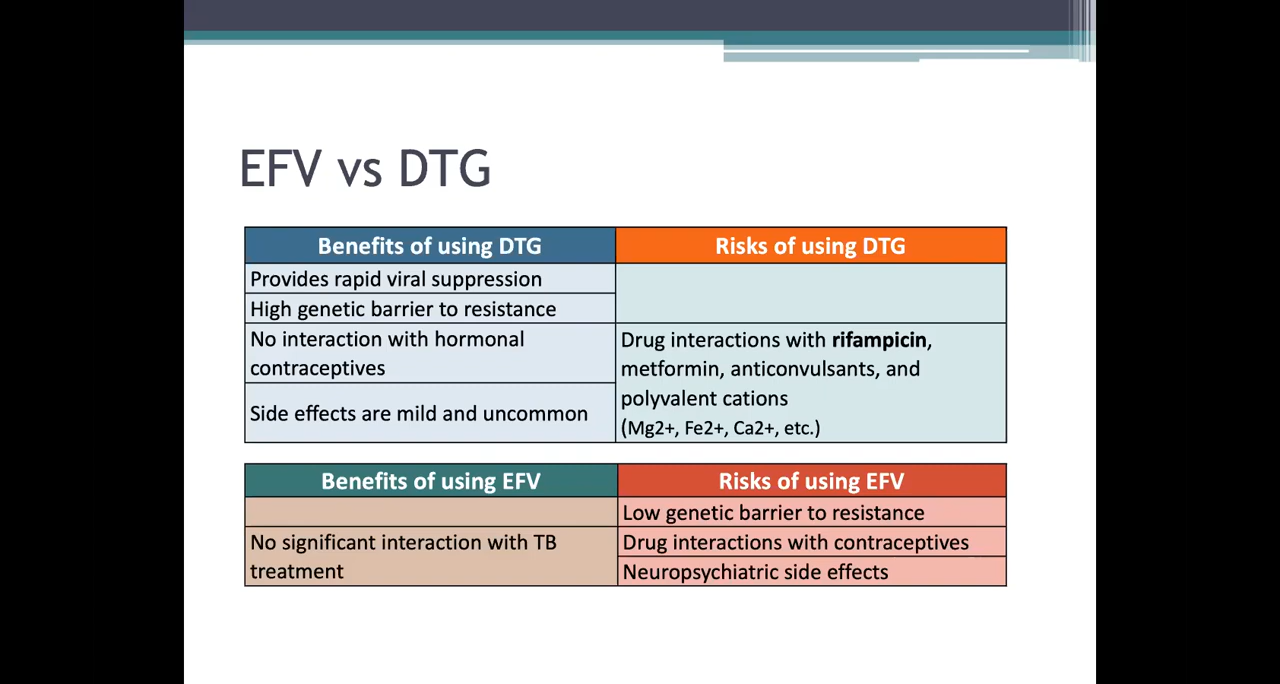 EFV vs DTG
Benefits of using DTG
Risks of using DTG
Provides rapid viral suppression
High genetic barrier to resistance
No interaction with hormonal
contraceptives
Side effects are mild and uncommon
Drug interactions with rifampicin,
metformin, anticonvulsants, and
polyvalent cations
(Mg2+, Fe2+, Ca2+, etc.)
Benefits of using EFV
Risks of using EFV
Low genetic barrier to resistance
No significant interaction with TB
treatment
Drug interactions with contraceptives
Neuropsychiatric side effects